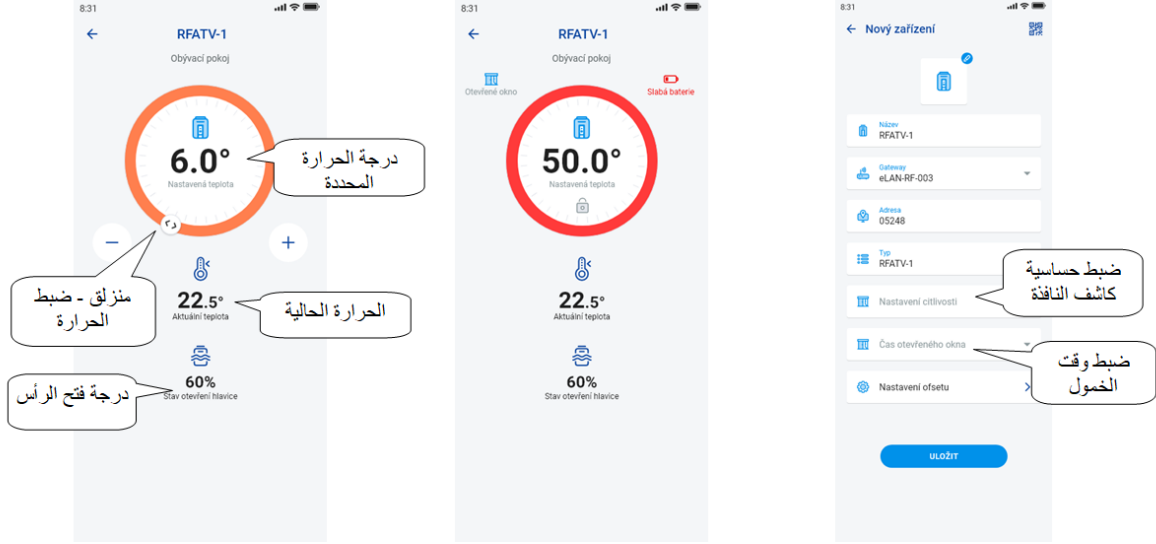 8:31
RFATV-1
Obývací pokoj
6.0°
Nastavená teplota
22.5°
Aktuální teplota
60%
Stav otevření hlavice
درجة الحرارة
المحددة
منزلق - ضبط
الحرارة
الحرارة الحالية
درجة فتح الرأس
8:31
RFATV-1
Obývací pokoj
Otevřené okno
Slabá baterie
50.0°
Nastavená teplota
22.5°
Aktuální teplota
60%
Stav otevření hlavice
8:31
Nový zařízení
Název
RFATV-1
Gateway
eLAN-RF-003
Adresa
05248
Typ
RFATV-1
Nastavení citlivosti
Čas otevřeného okna
Nastavení ofsetu
ULOŽIT
ضبط حساسية
كاشف النافذة
ضبط وقت
الخمول